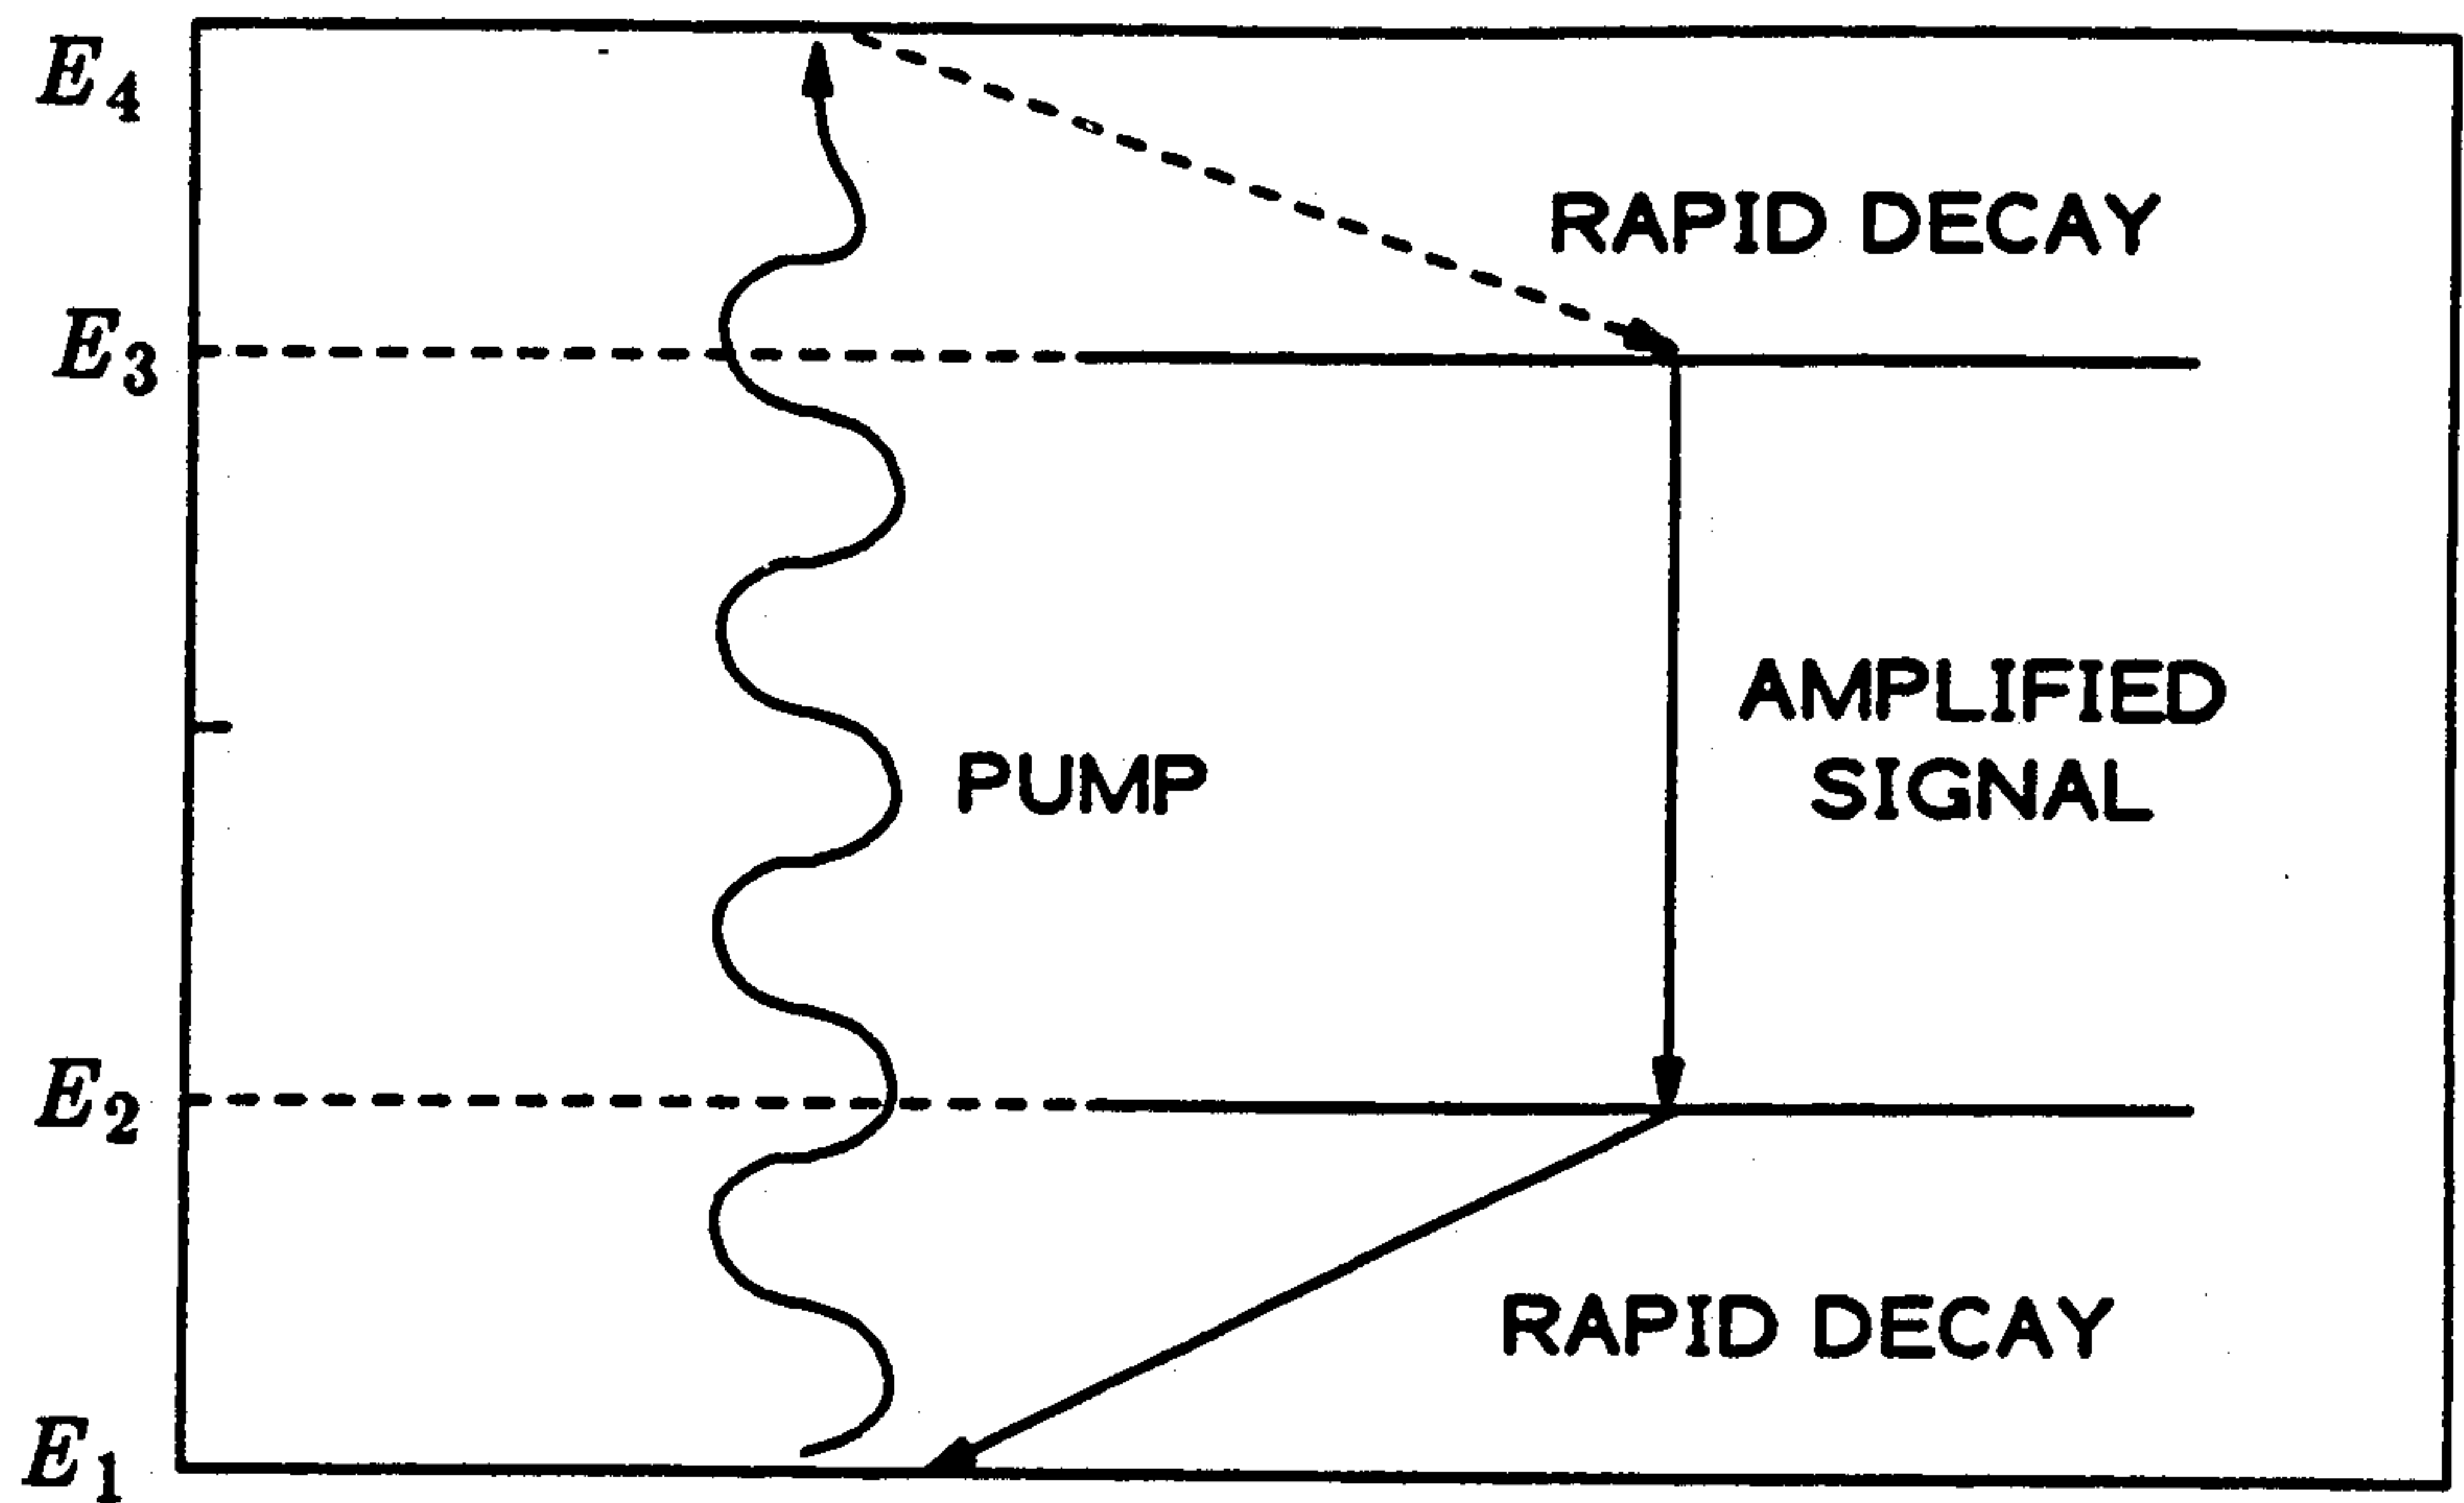 E4
RAPID DECAY
E3
AMPLIFIED
SIGNAL
PUMP
E2
RAPID DECAY
E1